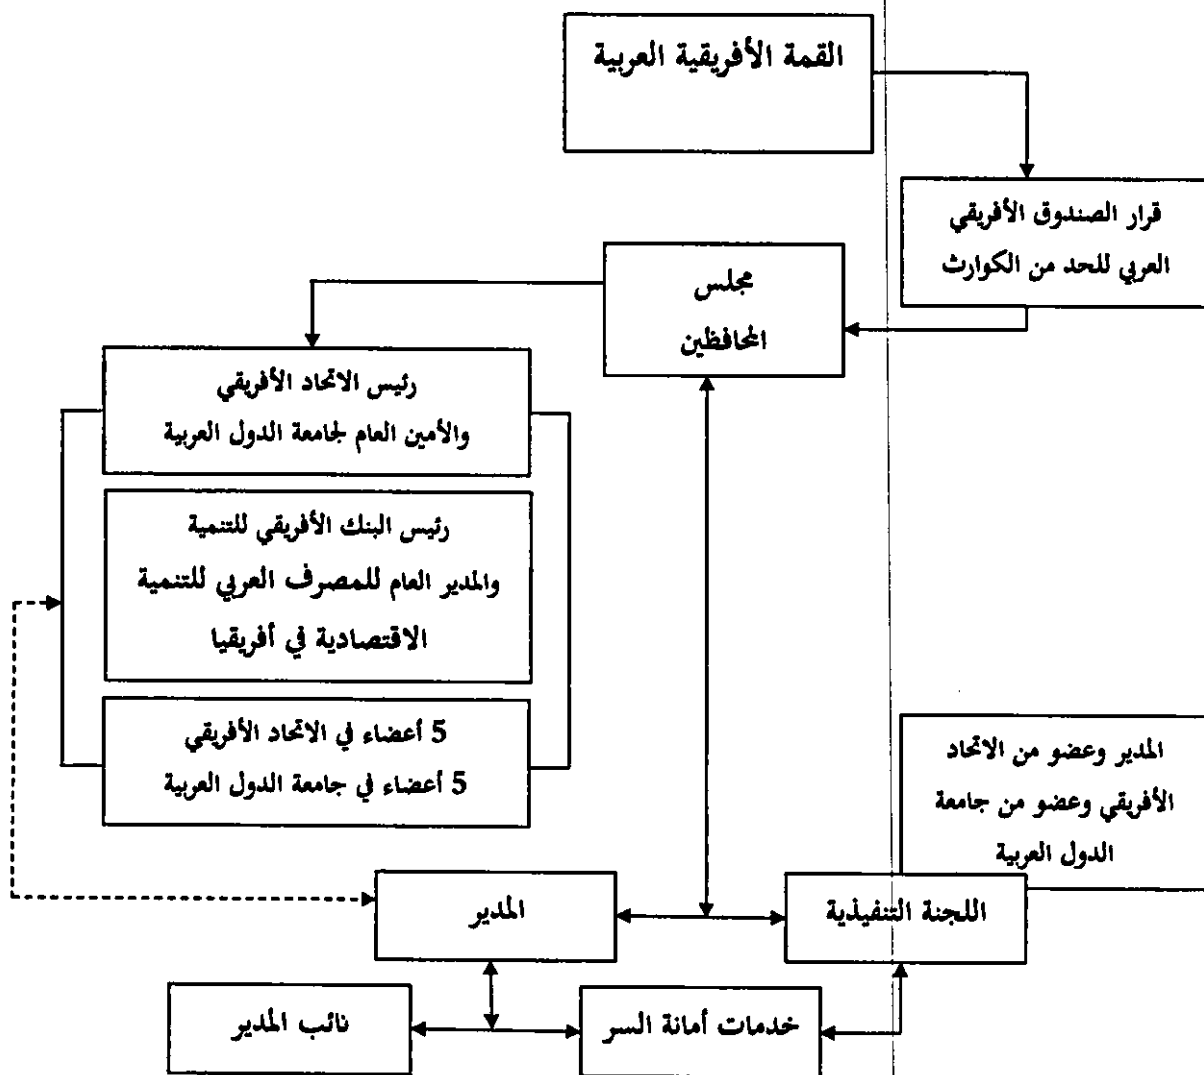 القمة الأفريقية العربية
قرار الصندوق الأفريقي
العربي للحد من الكوارث
مجلس
المحافظين
رئيس الاتحاد الأفريقي
والأمين العام لجامعة الدول العربية
رئيس البنك الأفريقي للتنمية
والمدير العام للمصرف العربي للتنمية
الاقتصادية في أفريقيا
5 أعضاء في الاتحاد الأفريقي
5 أعضاء في جامعة الدول العربية
المدير وعضو من الاتحاد
الأفريقي وعضو من جامعة
الدول العربية
اللجنة التنفيذية
المدير
خدمات أمانة السر
نائب المدير